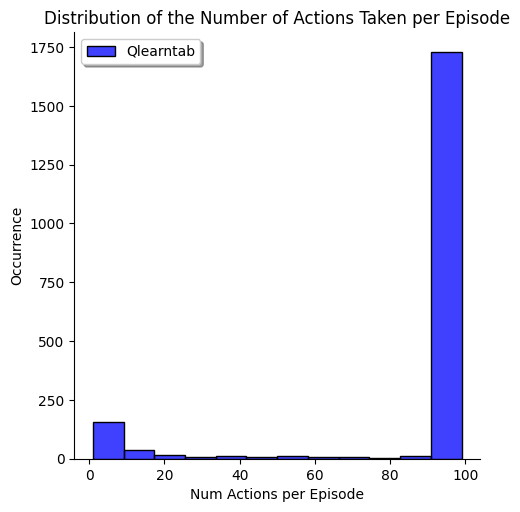 Distribution of the Number of Actions Taken per Episode
Qlearntab
1750
1500
1250
1000
750
500
250
0
Occurrence
0 20 40 60 80 100
Num Actions per Episode